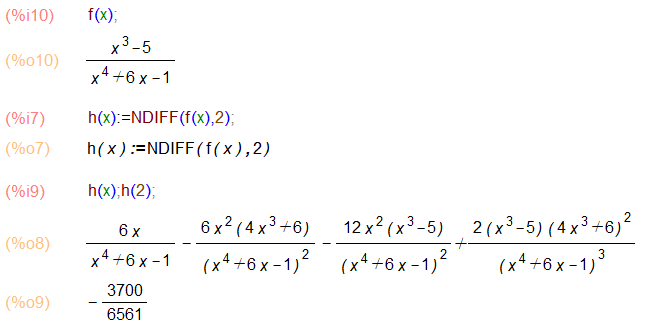 (%i10) f(x);
(%o10) (x^3-5)/(x^4+6x-1)
(%i7) h(x):=NDIFF(f(x),2);
(%o7) h(x):=NDIFF(f(x),2)
(%i9) h(x);h(2);
(%o8) (6x)/(x^4+6x-1) - (6x^2(4x^3+6))/((x^4+6x-1)^2) - (12x^2(x^3-5))/((x^4+6x-1)^2) + (2(x^3-5)(4x^3+6)^2)/((x^4+6x-1)^3)
(%o9) -3700/6561